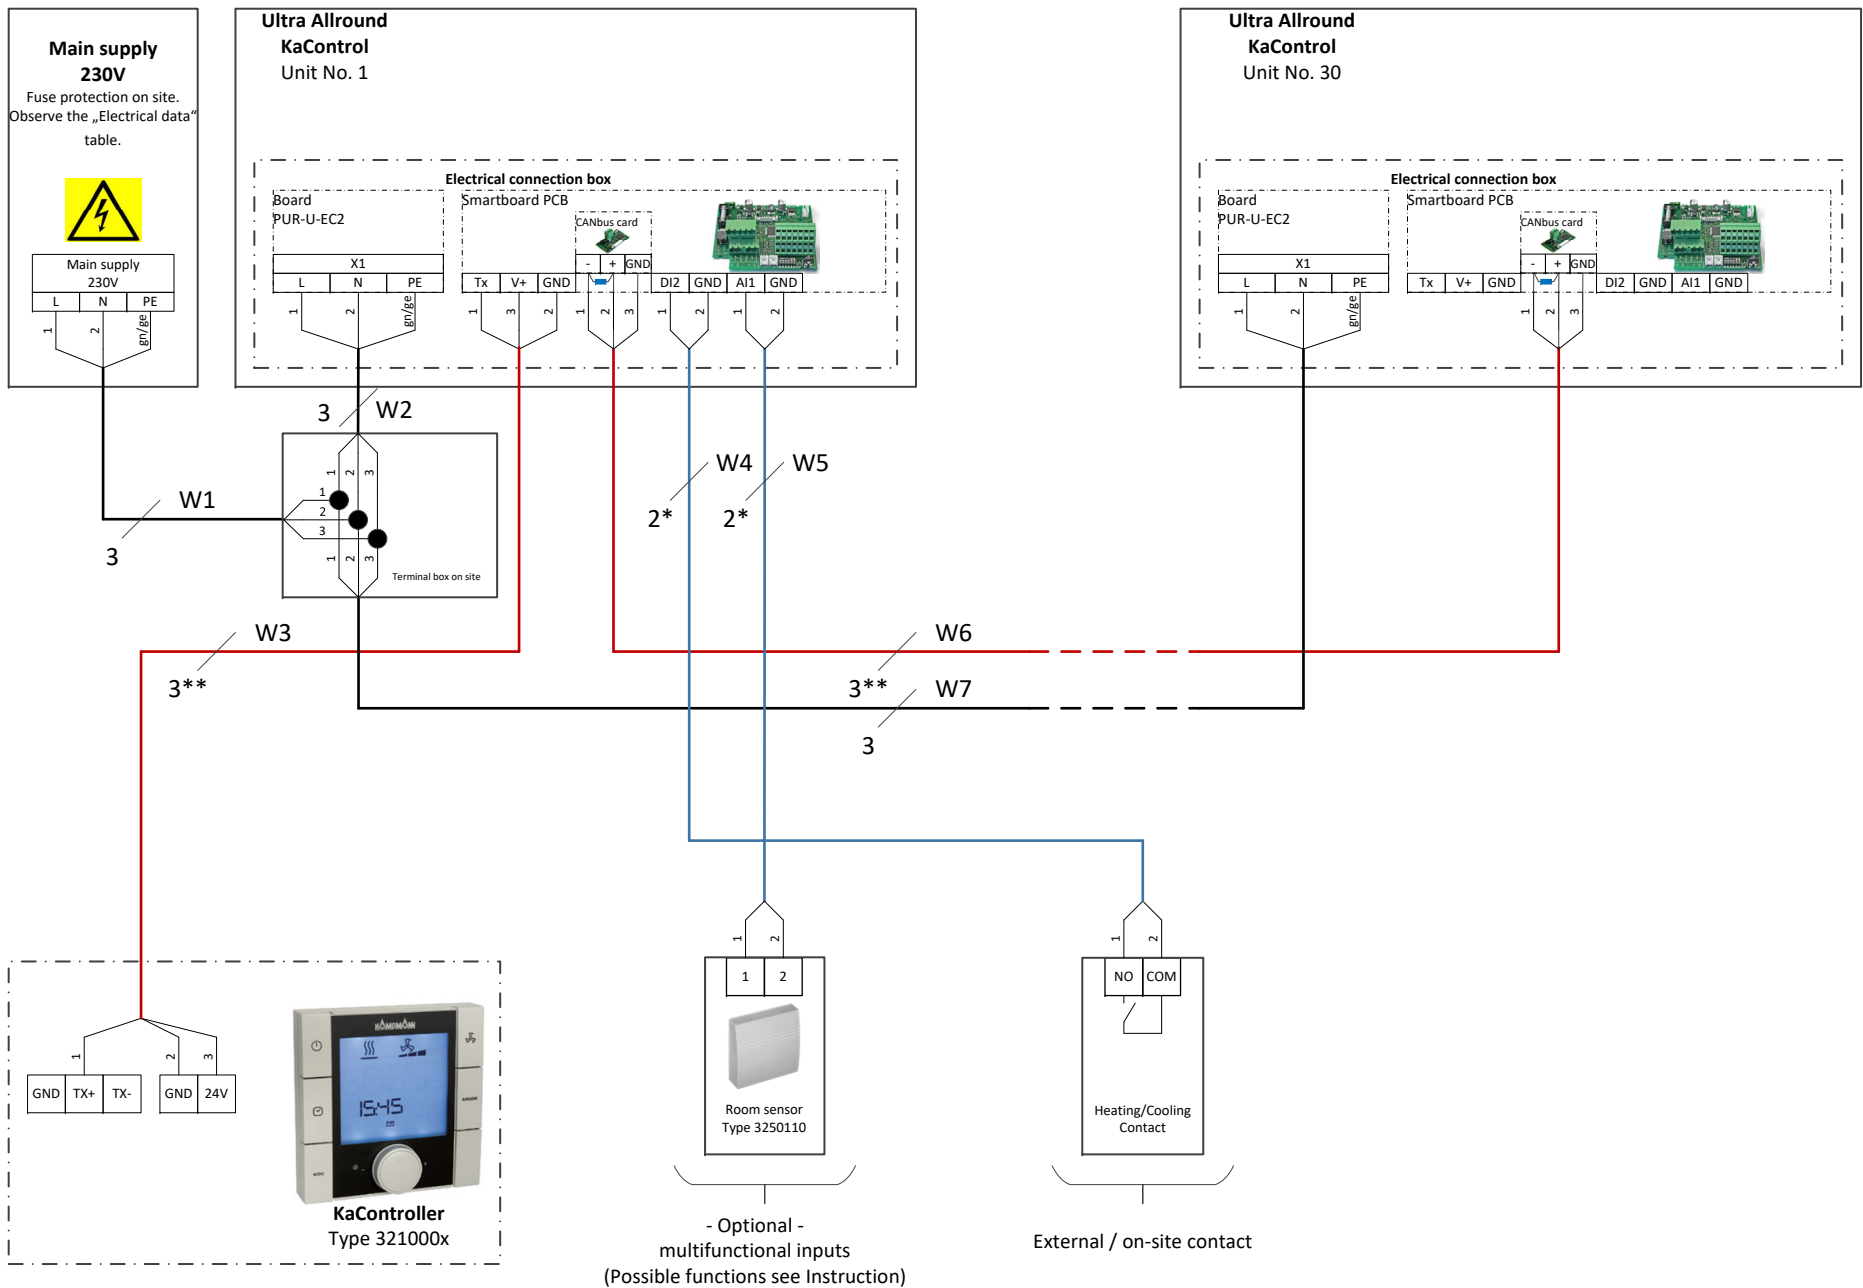 Main supply
230V
Fuse protection on site.
Observe the „Electrical data“
table.
Main supply
230V
L N PE
1 2 gn/ge
Ultra Allround
KaControl
Unit No. 1
Electrical connection box
Board
PUR-U-EC2
X1
L N PE
1 2 gn/ge
Smartboard PCB
CANbus card
- + GND
Tx V+ GND DI2 GND AI1 GND
1 3 2 1 2 3 1 2 1 2
Ultra Allround
KaControl
Unit No. 30
Electrical connection box
Board
PUR-U-EC2
X1
L N PE
1 2 gn/ge
Smartboard PCB
CANbus card
- + GND
Tx V+ GND DI2 GND AI1 GND
1 2 3
3 W2
W1
3
1 2 3
1
2
3
1 2 3
Terminal box on site
W4
2*
W5
2*
W3
3**
W6
3**
W7
3
1 2 3
GND TX+ TX- GND 24V
KAMPMANN
15:45
ESC
KaController
Type 321000x
1 2
1 2
Room sensor
Type 3250110
- Optional -
multifunctional inputs
(Possible functions see Instruction)
1 2
NO COM
Heating/Cooling
Contact
External / on-site contact